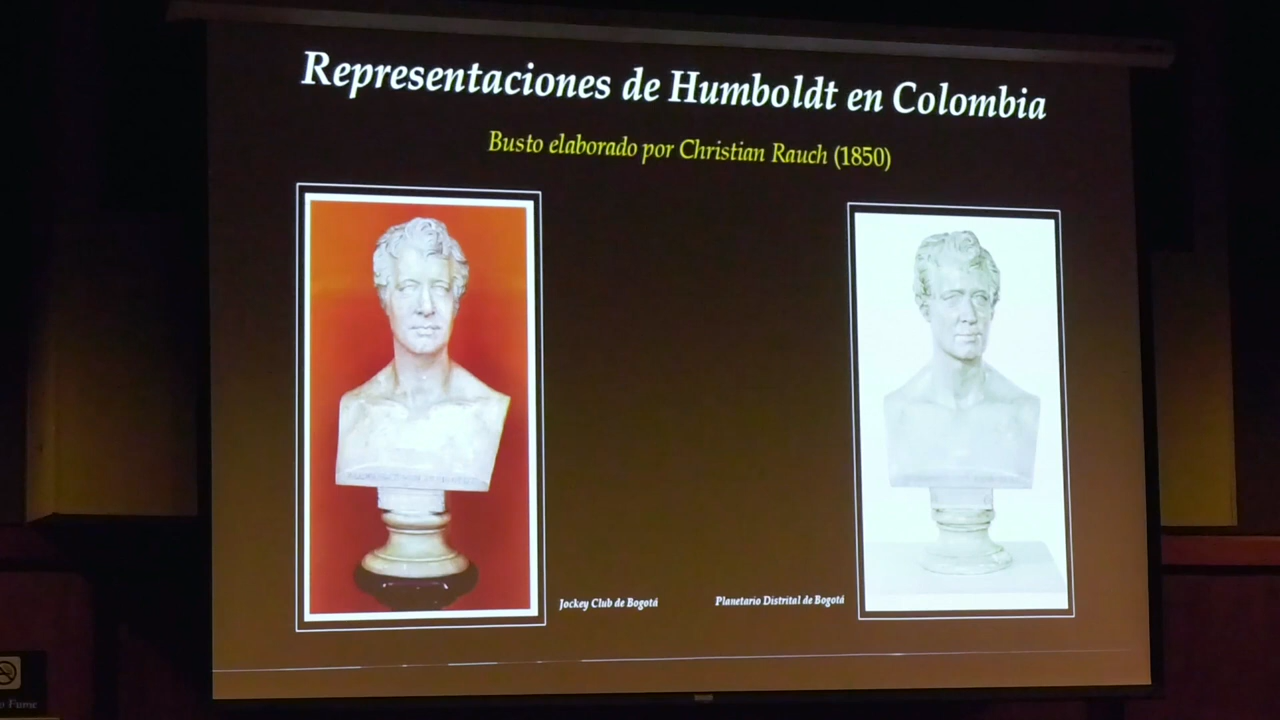 Representaciones de Humboldt en Colombia
Busto elaborado por Christian Rauch (1850)
Jockey Club de Bogotá
Planetario Distrital de Bogotá
Fume